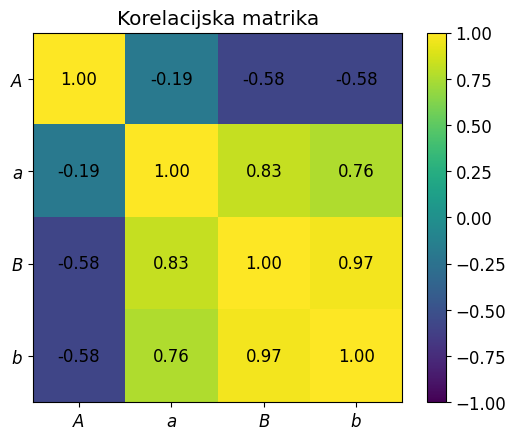 Korelacijska matrika
A 1.00 -0.19 -0.58 -0.58
a -0.19 1.00 0.83 0.76
B -0.58 0.83 1.00 0.97
b -0.58 0.76 0.97 1.00
A a B b
1.00
0.75
0.50
0.25
0.00
−0.25
−0.50
−0.75
−1.00